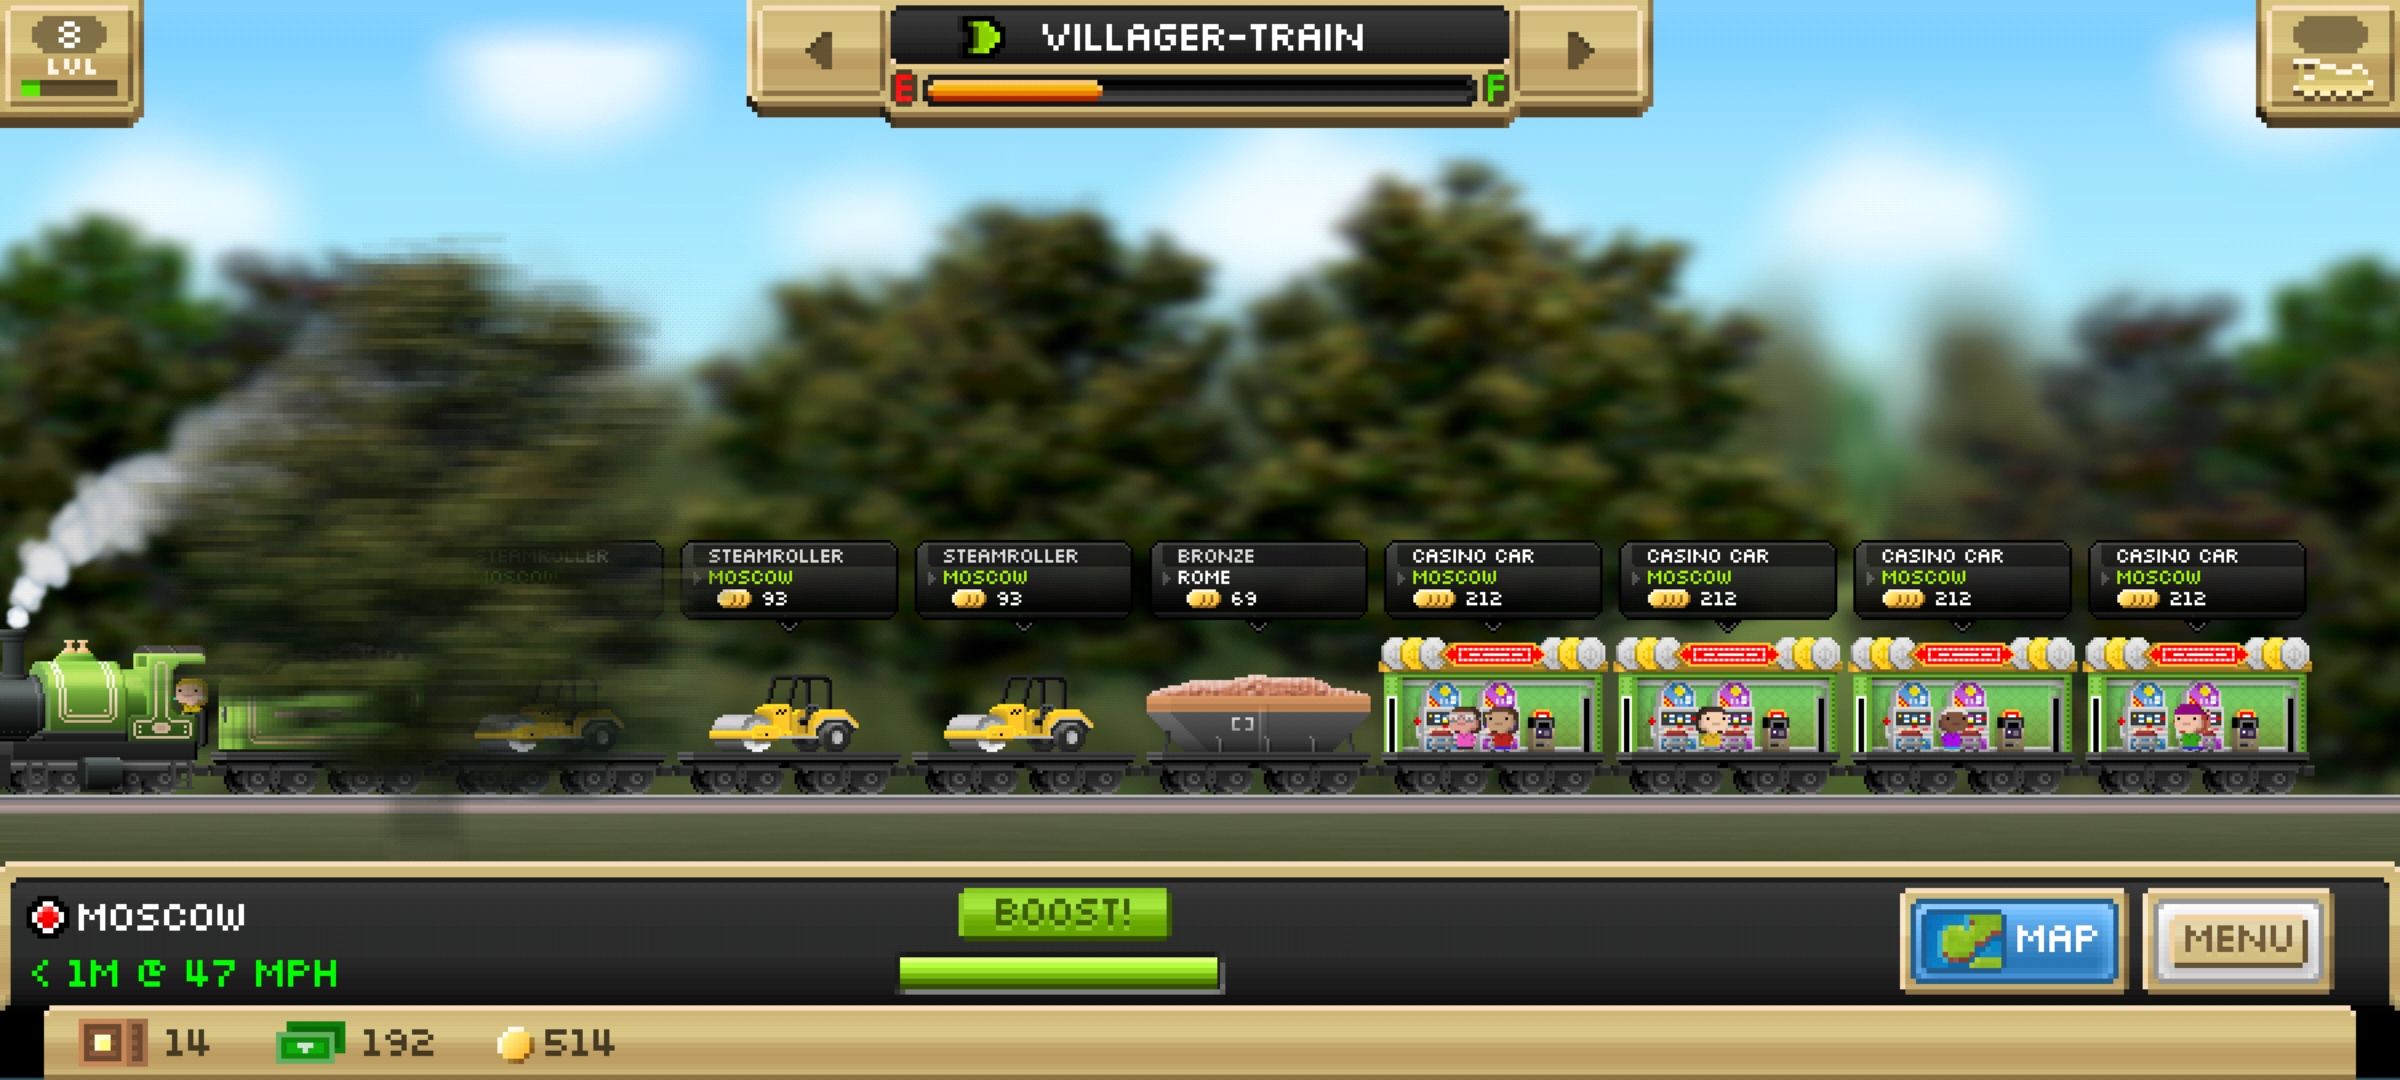 8
LVL
VILLAGER-TRAIN
E
F
STEAMROLLER
MOSCOW
STEAMROLLER
MOSCOW
93
STEAMROLLER
MOSCOW
93
BRONZE
ROME
69
CASINO CAR
MOSCOW
212
CASINO CAR
MOSCOW
212
CASINO CAR
MOSCOW
212
CASINO CAR
MOSCOW
212
MOSCOW
< 1M @ 47 MPH
BOOST!
MAP
MENU
14
192
514